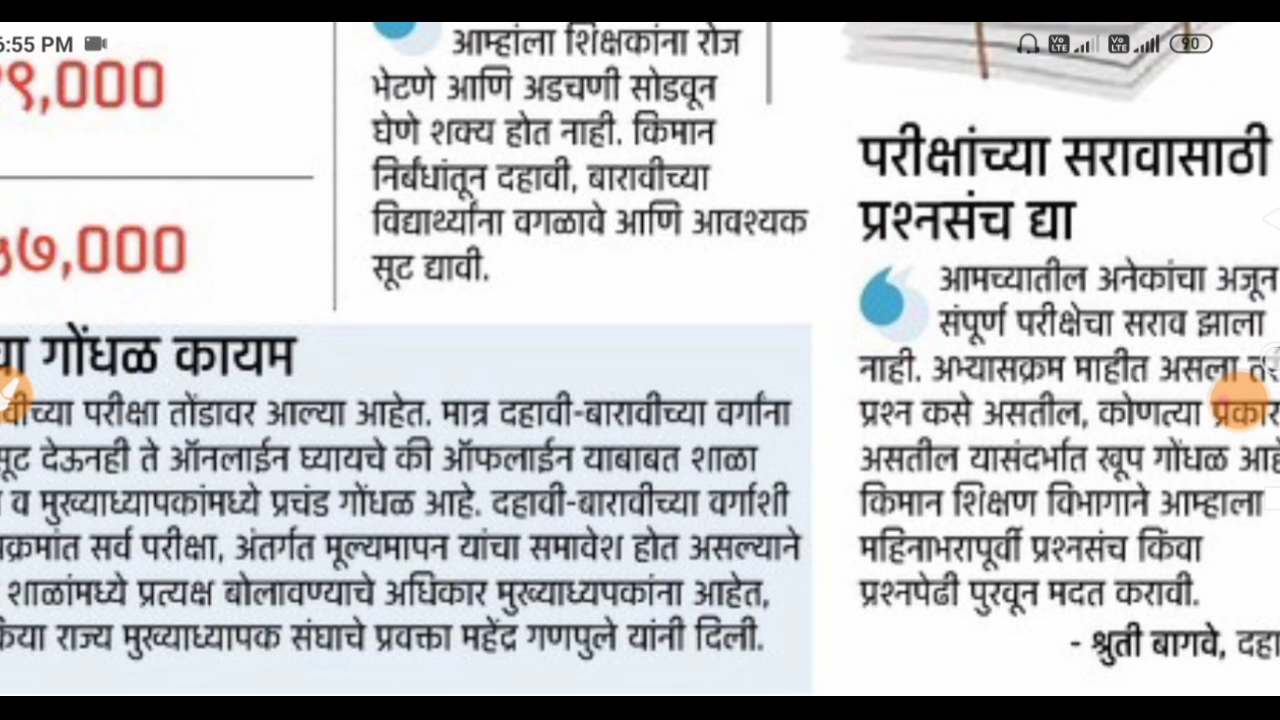 6:55 PM
90
९,000
७,000
आम्हांला शिक्षकांना रोज
भेटणे आणि अडचणी सोडवून
घेणे शक्य होत नाही. किमान
निर्बंधांतून दहावी, बारावीच्या
विद्यार्थ्यांना वगळावे आणि आवश्यक
सूट द्यावी.
गोंधळ कायम
वीच्या परीक्षा तोंडावर आल्या आहेत. मात्र दहावी-बारावीच्या वर्गांना
सूट देऊनही ते ऑनलाईन घ्यायचे की ऑफलाईन याबाबत शाळा
व मुख्याध्यापकांमध्ये प्रचंड गोंधळ आहे. दहावी-बारावीच्या वर्गाशी
क्रमांत सर्व परीक्षा, अंतर्गत मूल्यमापन यांचा समावेश होत असल्याने
शाळांमध्ये प्रत्यक्ष बोलावण्याचे अधिकार मुख्याध्यपकांना आहेत,
राज्य मुख्याध्यापक संघाचे प्रवक्ता महेंद्र गणपुले यांनी दिली.
परीक्षांच्या सरावासाठी
प्रश्नसंच द्या
आमच्यातील अनेकांचा अजून
संपूर्ण परीक्षेचा सराव झाला
नाही. अभ्यासक्रम माहीत असला तरी
प्रश्न कसे असतील, कोणत्या प्रकार
असतील यासंदर्भात खूप गोंधळ आहे
किमान शिक्षण विभागाने आम्हाला
महिनाभरापूर्वी प्रश्नसंच किंवा
प्रश्नपेढी पुरवून मदत करावी.
- श्रुती बागवे, दहा